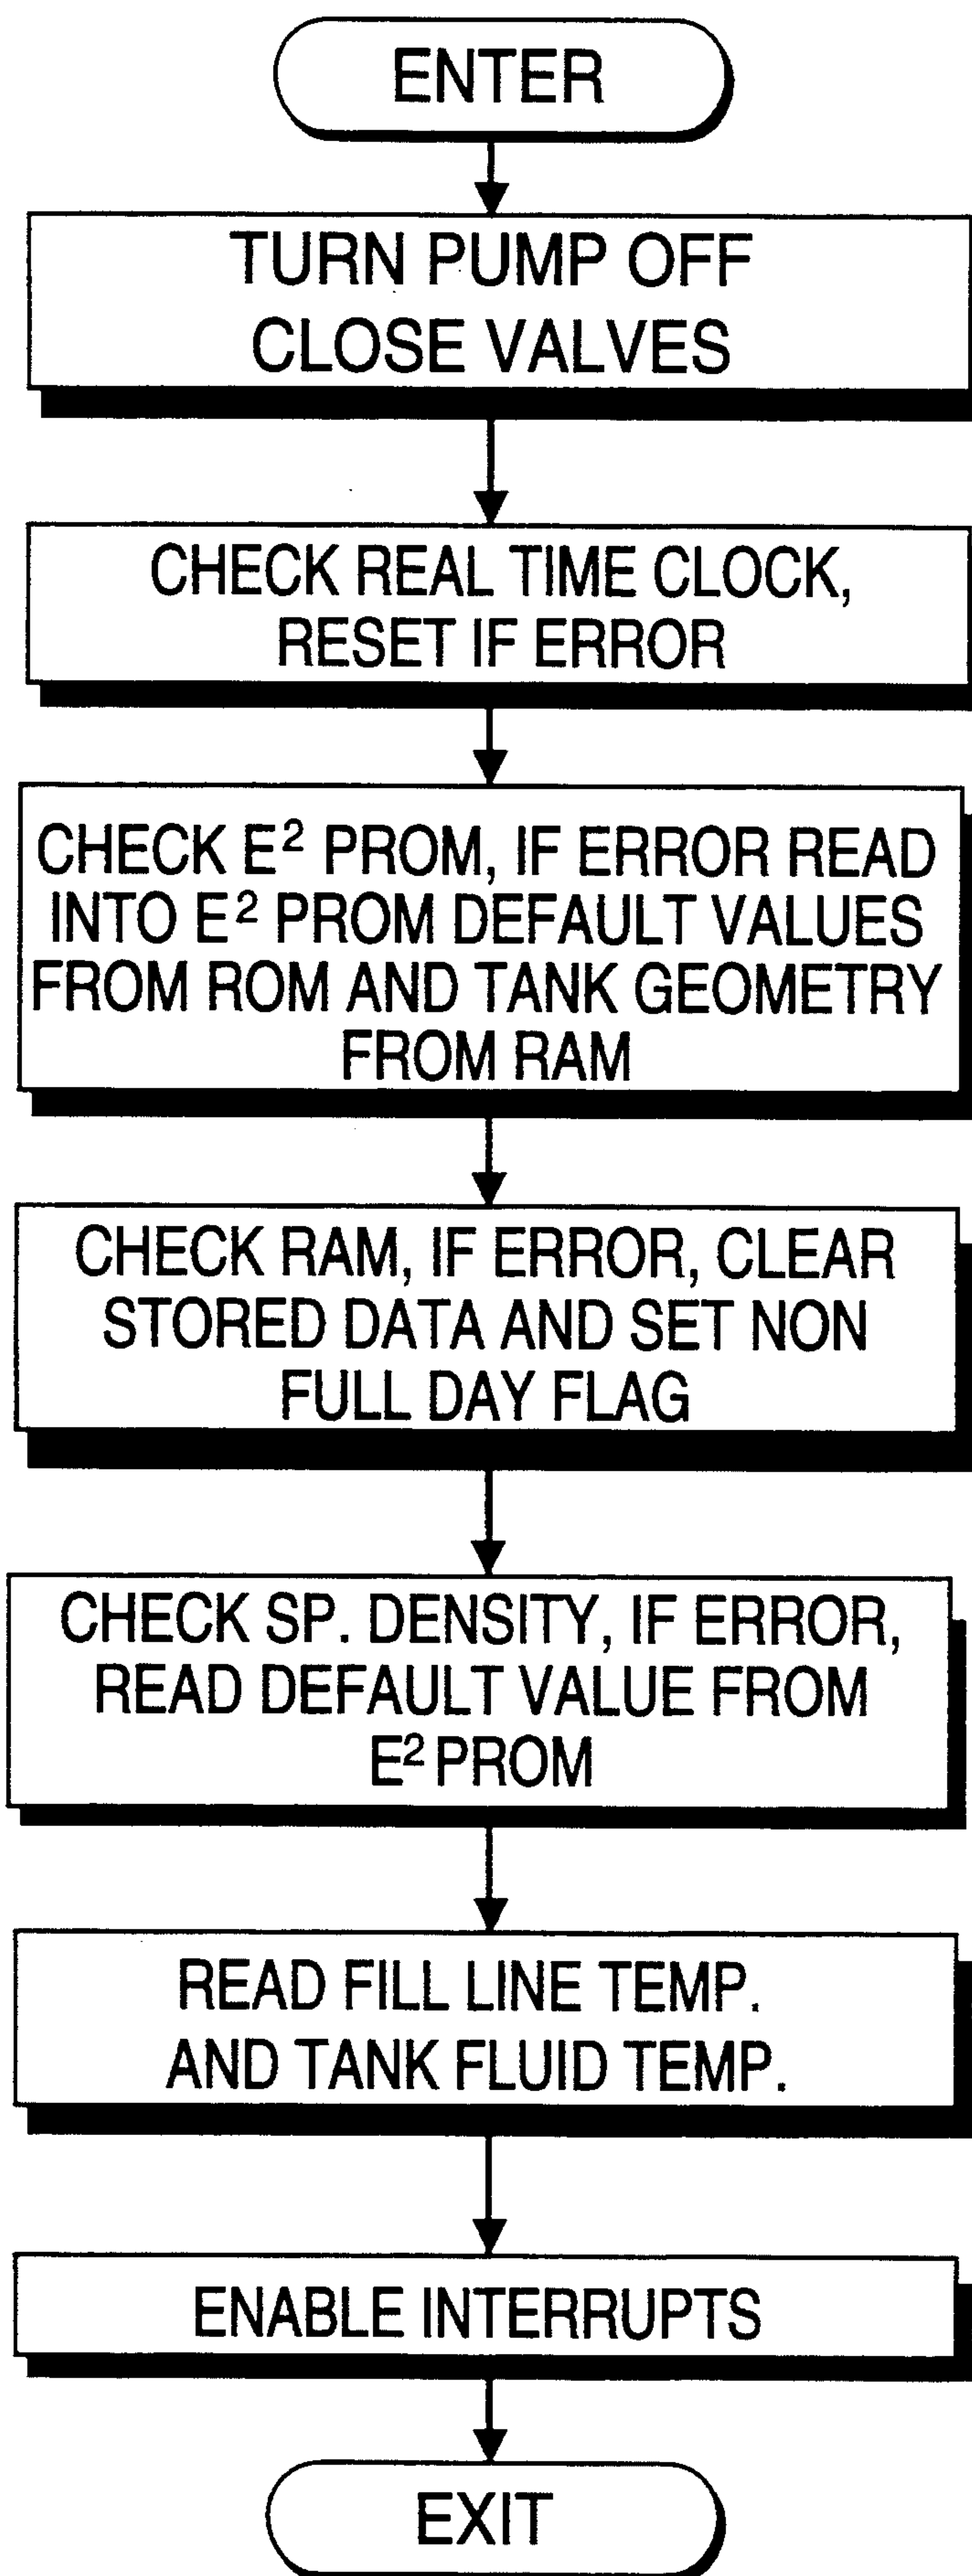 ENTER
TURN PUMP OFF
CLOSE VALVES
CHECK REAL TIME CLOCK,
RESET IF ERROR
CHECK E² PROM, IF ERROR READ
INTO E² PROM DEFAULT VALUES
FROM ROM AND TANK GEOMETRY
FROM RAM
CHECK RAM, IF ERROR, CLEAR
STORED DATA AND SET NON
FULL DAY FLAG
CHECK SP. DENSITY, IF ERROR,
READ DEFAULT VALUE FROM
E² PROM
READ FILL LINE TEMP.
AND TANK FLUID TEMP.
ENABLE INTERRUPTS
EXIT